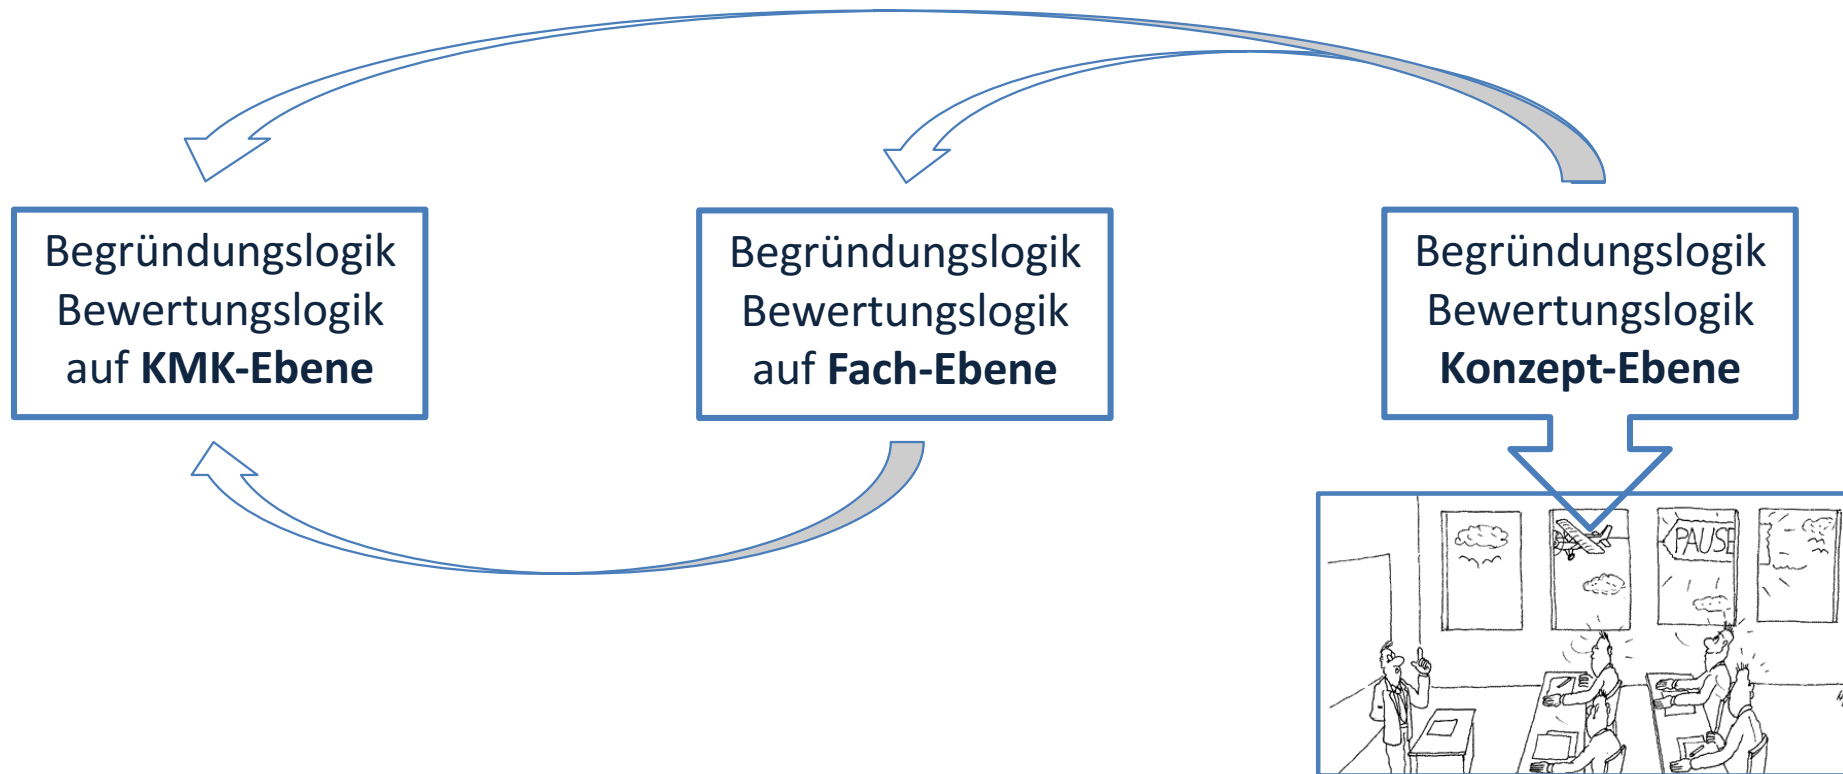 Begründungslogik
Bewertungslogik
auf KMK-Ebene
Begründungslogik
Bewertungslogik
auf Fach-Ebene
Begründungslogik
Bewertungslogik
Konzept-Ebene
PAUSE